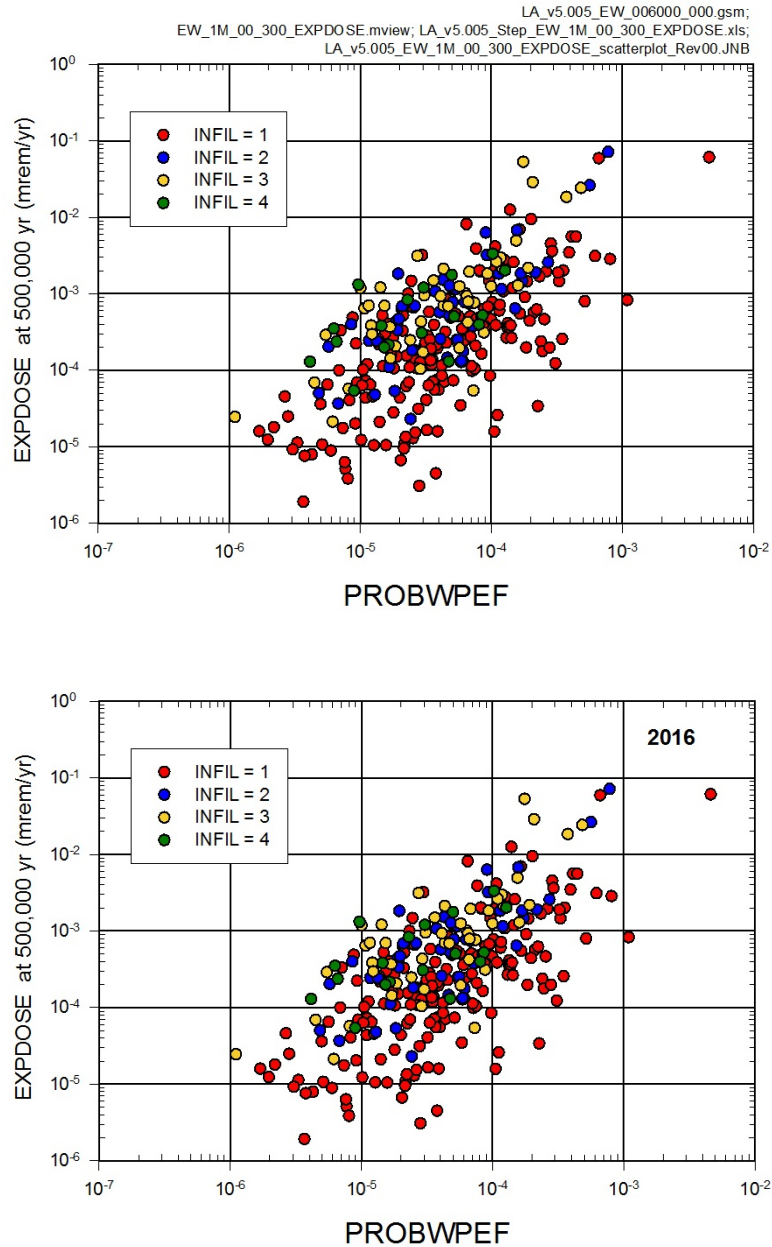 LA_v5.005_EW_006000_000.gsm;
EW_1M_00_300_EXPDOSE.mview; LA_v5.005_Step_EW_1M_00_300_EXPDOSE.xls;
LA_v5.005_EW_1M_00_300_EXPDOSE_scatterplot_Rev00.JNB
EXPDOSE at 500,000 yr (mrem/yr)
10⁰
10⁻¹
10⁻²
10⁻³
10⁻⁴
10⁻⁵
10⁻⁶
INFIL = 1
INFIL = 2
INFIL = 3
INFIL = 4
10⁻⁷ 10⁻⁶ 10⁻⁵ 10⁻⁴ 10⁻³ 10⁻²
PROBWPEF
EXPDOSE at 500,000 yr (mrem/yr)
10⁰
10⁻¹
10⁻²
10⁻³
10⁻⁴
10⁻⁵
10⁻⁶
2016
INFIL = 1
INFIL = 2
INFIL = 3
INFIL = 4
10⁻⁷ 10⁻⁶ 10⁻⁵ 10⁻⁴ 10⁻³ 10⁻²
PROBWPEF